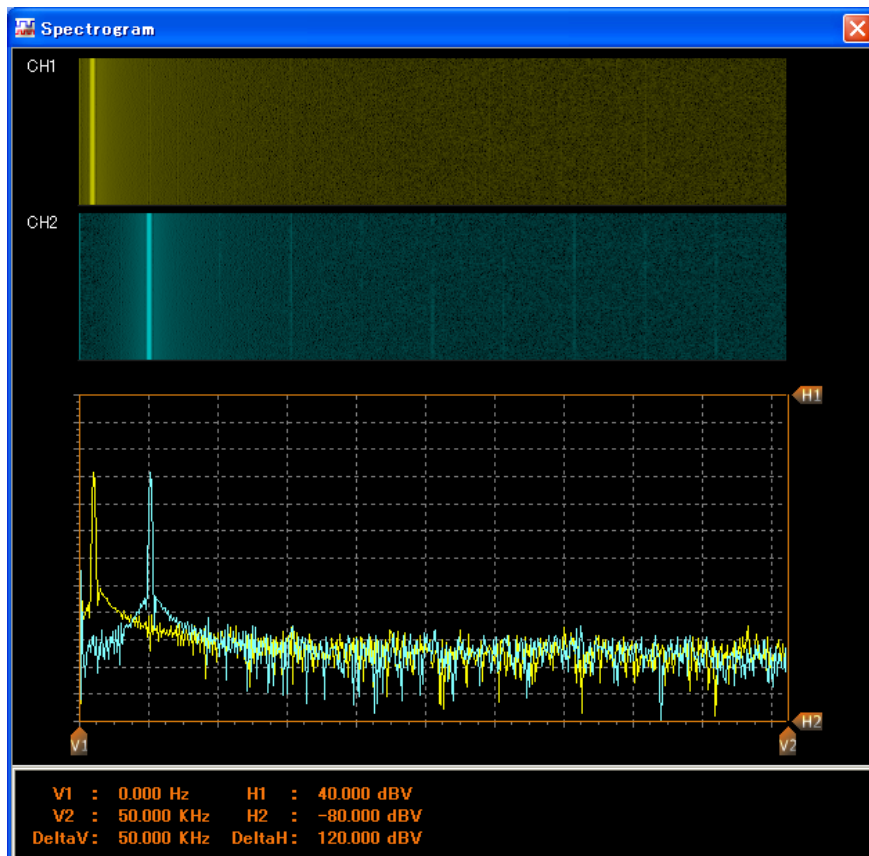 Spectrogram
CH1
CH2
H1
H2
V1 V2
V1 : 0.000 Hz H1 : 40.000 dBV
V2 : 50.000 KHz H2 : -80.000 dBV
DeltaV : 50.000 KHz DeltaH : 120.000 dBV